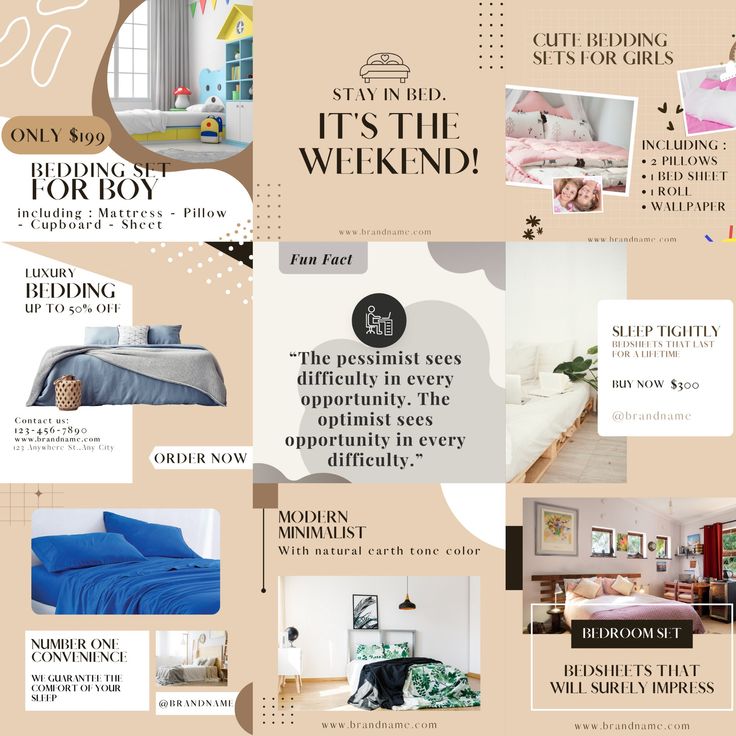 ONLY $199
BEDDING SET
FOR BOY
including : Mattress - Pillow
- Cupboard - Sheet
STAY IN BED.
IT'S THE
WEEKEND!
www.brandname.com
CUTE BEDDING
SETS FOR GIRLS
INCLUDING :
• 2 PILLOWS
• 1 BED SHEET
• 1 ROLL
• WALLPAPER
www.brandname.com
LUXURY
BEDDING
UP TO 50% OFF
Contact us:
123-456-7890
www.brandname.com
123 Anywhere St.,Any City
ORDER NOW
Fun Fact
“The pessimist sees
difficulty in every
opportunity. The
optimist sees
opportunity in every
difficulty.”
SLEEP TIGHTLY
BEDSHEETS THAT LAST
FOR A LIFETIME
BUY NOW $300
@brandname
NUMBER ONE
CONVENIENCE
WE GUARANTEE THE
COMFORT OF YOUR
SLEEP
@BRANDNAME
MODERN
MINIMALIST
With natural earth tone color
www.brandname.com
BEDROOM SET
BEDSHEETS THAT
WILL SURELY IMPRESS
www.brandname.com